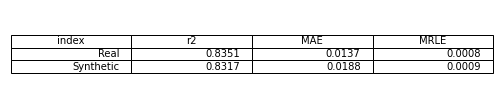 index r2 MAE MRLE
Real 0.8351 0.0137 0.0008
Synthetic 0.8317 0.0188 0.0009